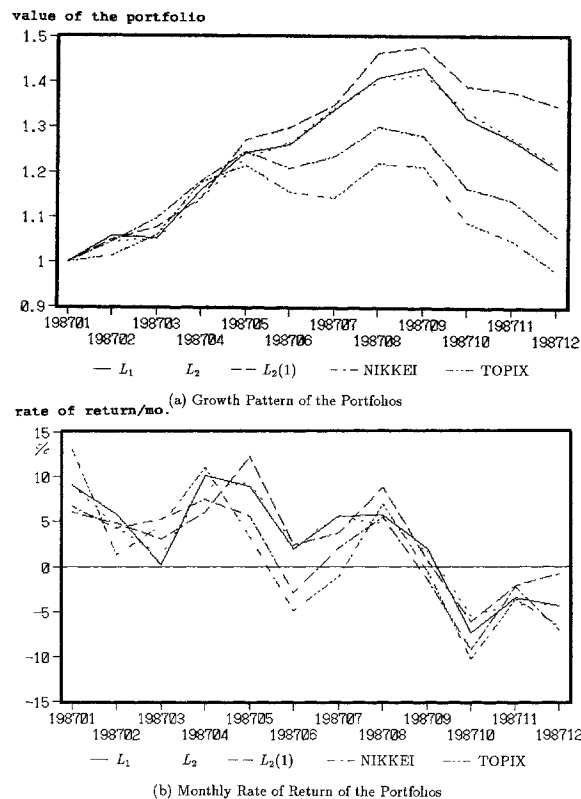 value of the portfolio
1.5
1.4
1.3
1.2
1.1
1
0.9
198701 198703 198705 198707 198709 198711
198702 198704 198706 198708 198710 198712
L₁ L₂ L₂(1) NIKKEI TOPIX
(a) Growth Pattern of the Portfolios
rate of return/mo.
15
%
10
5
0
-5
-10
-15
198701 198703 198705 198707 198709 198711
198702 198704 198706 198708 198710 198712
L₁ L₂ L₂(1) NIKKEI TOPIX
(b) Monthly Rate of Return of the Portfolios